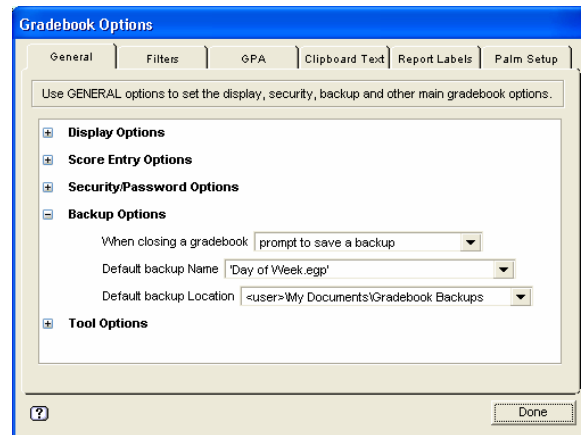 Gradebook Options
General Filters GPA Clipboard Text Report Labels Palm Setup
Use GENERAL options to set the display, security, backup and other main gradebook options.
Display Options
Score Entry Options
Security/Password Options
Backup Options
When closing a gradebook prompt to save a backup
Default backup Name 'Day of Week.egp'
Default backup Location <user>\My Documents\Gradebook Backups
Tool Options
? Done